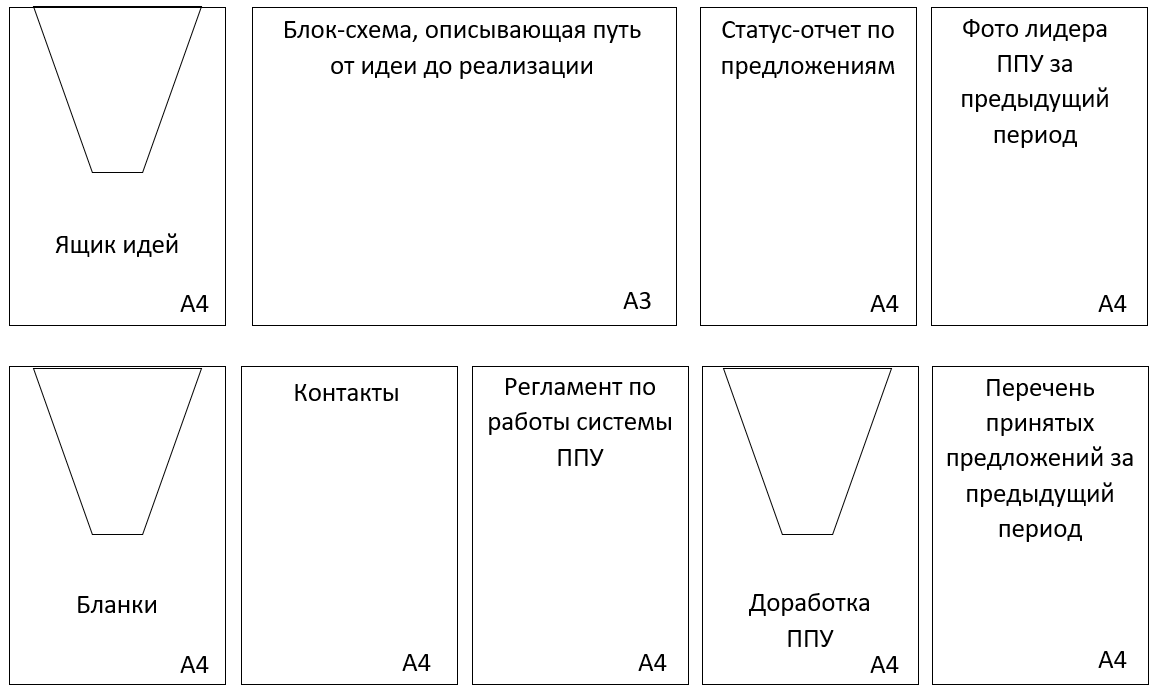 Ящик идей
А4
Блок-схема, описывающая путь
от идеи до реализации
А3
Статус-отчет по
предложениям
А4
Фото лидера
ППУ за
предыдущий
период
А4
Бланки
А4
Контакты
А4
Регламент по
работы системы
ППУ
А4
Доработка
ППУ
А4
Перечень
принятых
предложений за
предыдущий
период
А4